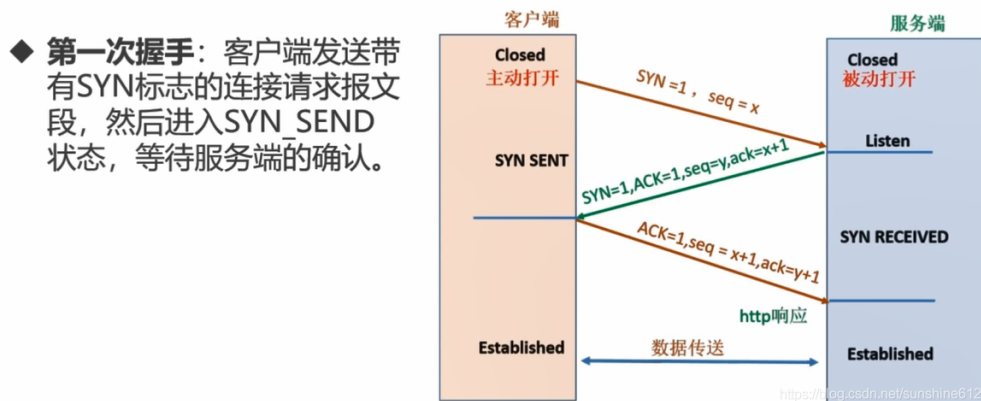 ◆ 第一次握手：客户端发送带
有SYN标志的连接请求报文
段，然后进入SYN_SEND
状态，等待服务端的确认。
客户端
Closed
主动打开
SYN SENT
Established
SYN =1 ，seq = x
SYN=1,ACK=1,seq=y,ack=x+1
ACK=1,seq = x+1,ack=y+1
http响应
数据传送
服务端
Closed
被动打开
Listen
SYN RECEIVED
Established
https://blog.csdn.net/sunshine612